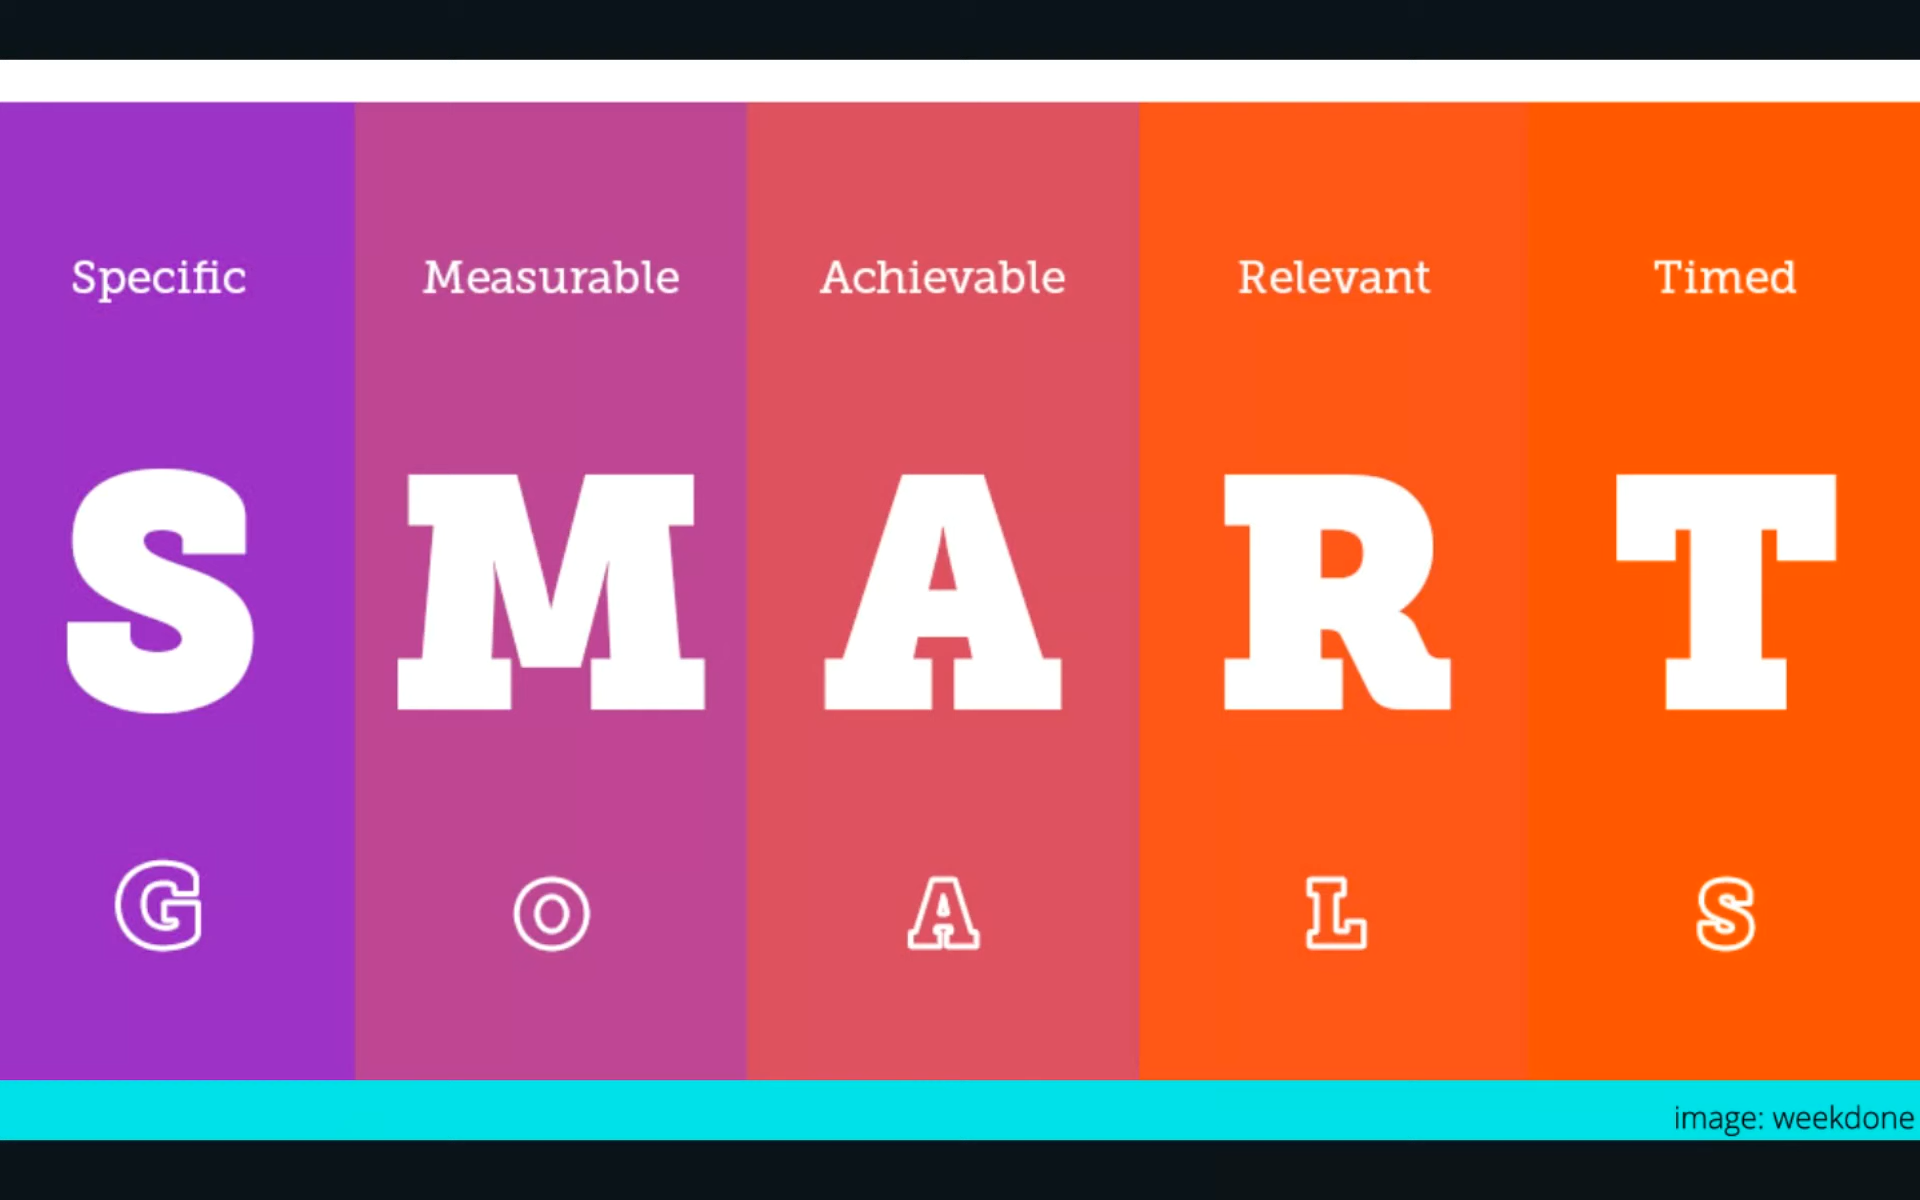 Specific Measurable Achievable Relevant Timed
S M A R T
G O A L S
image: weekdone